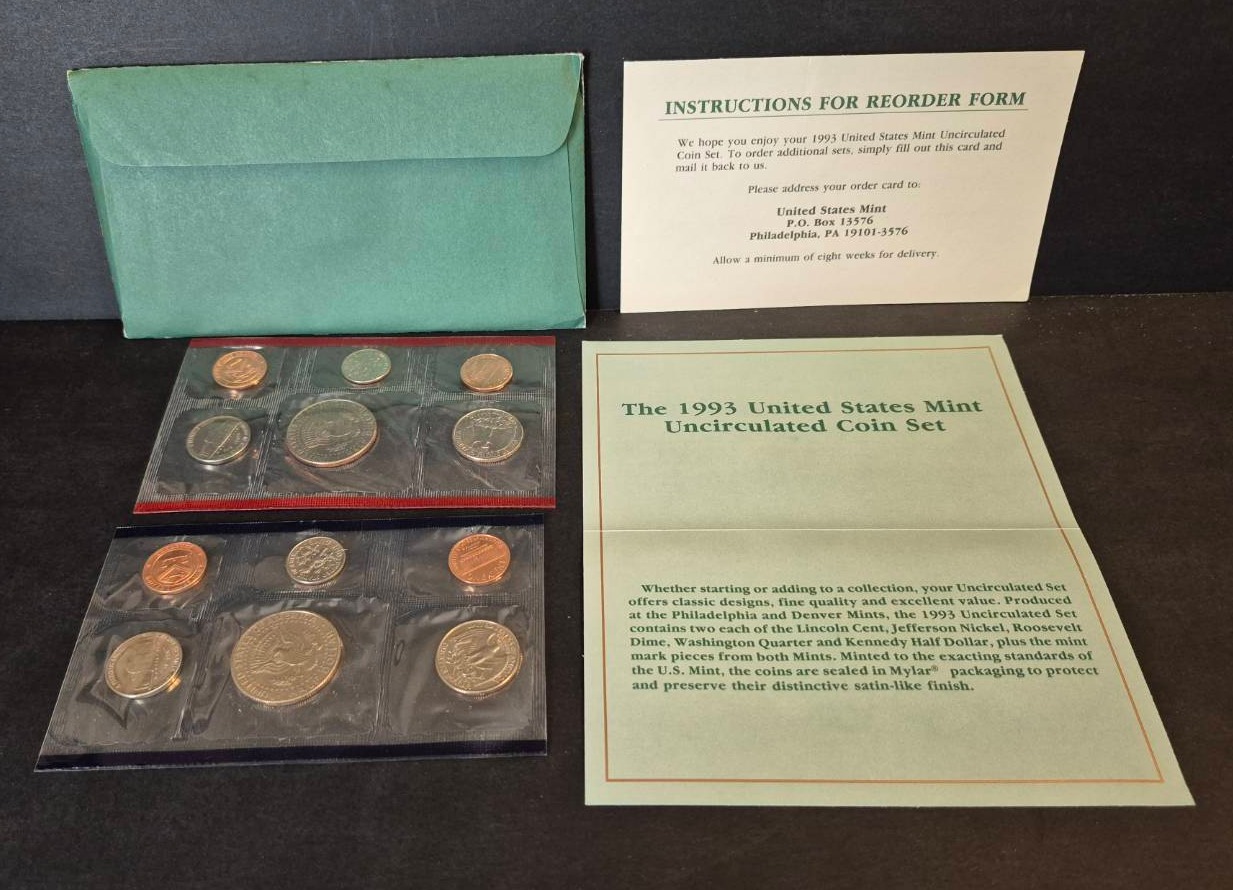 INSTRUCTIONS FOR REORDER FORM
We hope you enjoy your 1993 United States Mint Uncirculated
Coin Set. To order additional sets, simply fill out this card and
mail it back to us.
Please address your order card to:
United States Mint
P.O. Box 13576
Philadelphia, PA 19101-3576
Allow a minimum of eight weeks for delivery.
The 1993 United States Mint
Uncirculated Coin Set
Whether starting or adding to a collection, your Uncirculated Set
offers classic designs, fine quality and excellent value. Produced
at the Philadelphia and Denver Mints, the 1993 Uncirculated Set
contains two each of the Lincoln Cent, Jefferson Nickel, Roosevelt
Dime, Washington Quarter and Kennedy Half Dollar, plus the mint
mark pieces from both Mints. Minted to the exacting standards of
the U.S. Mint, the coins are sealed in Mylar® packaging to protect
and preserve their distinctive satin-like finish.